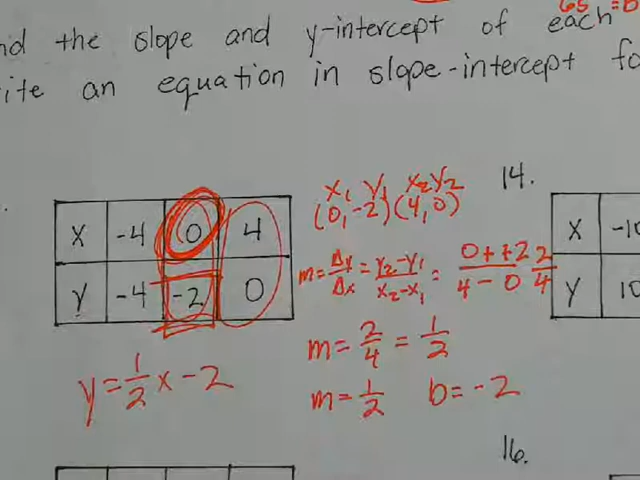 65 = b
nd the slope and y-intercept of each
ite an equation in slope-intercept fo
X -4 0 4
y -4 -2 0
y = 1/2 x - 2
X₁ Y₁ X₂ Y₂
(0, -2) (4, 0)
m = Δy/Δx = Y₂-Y₁/X₂-X₁ = 0++2/4-0 2/4
m = 2/4 = 1/2
m = 1/2 b = -2
14.
X -10
y 10
16.